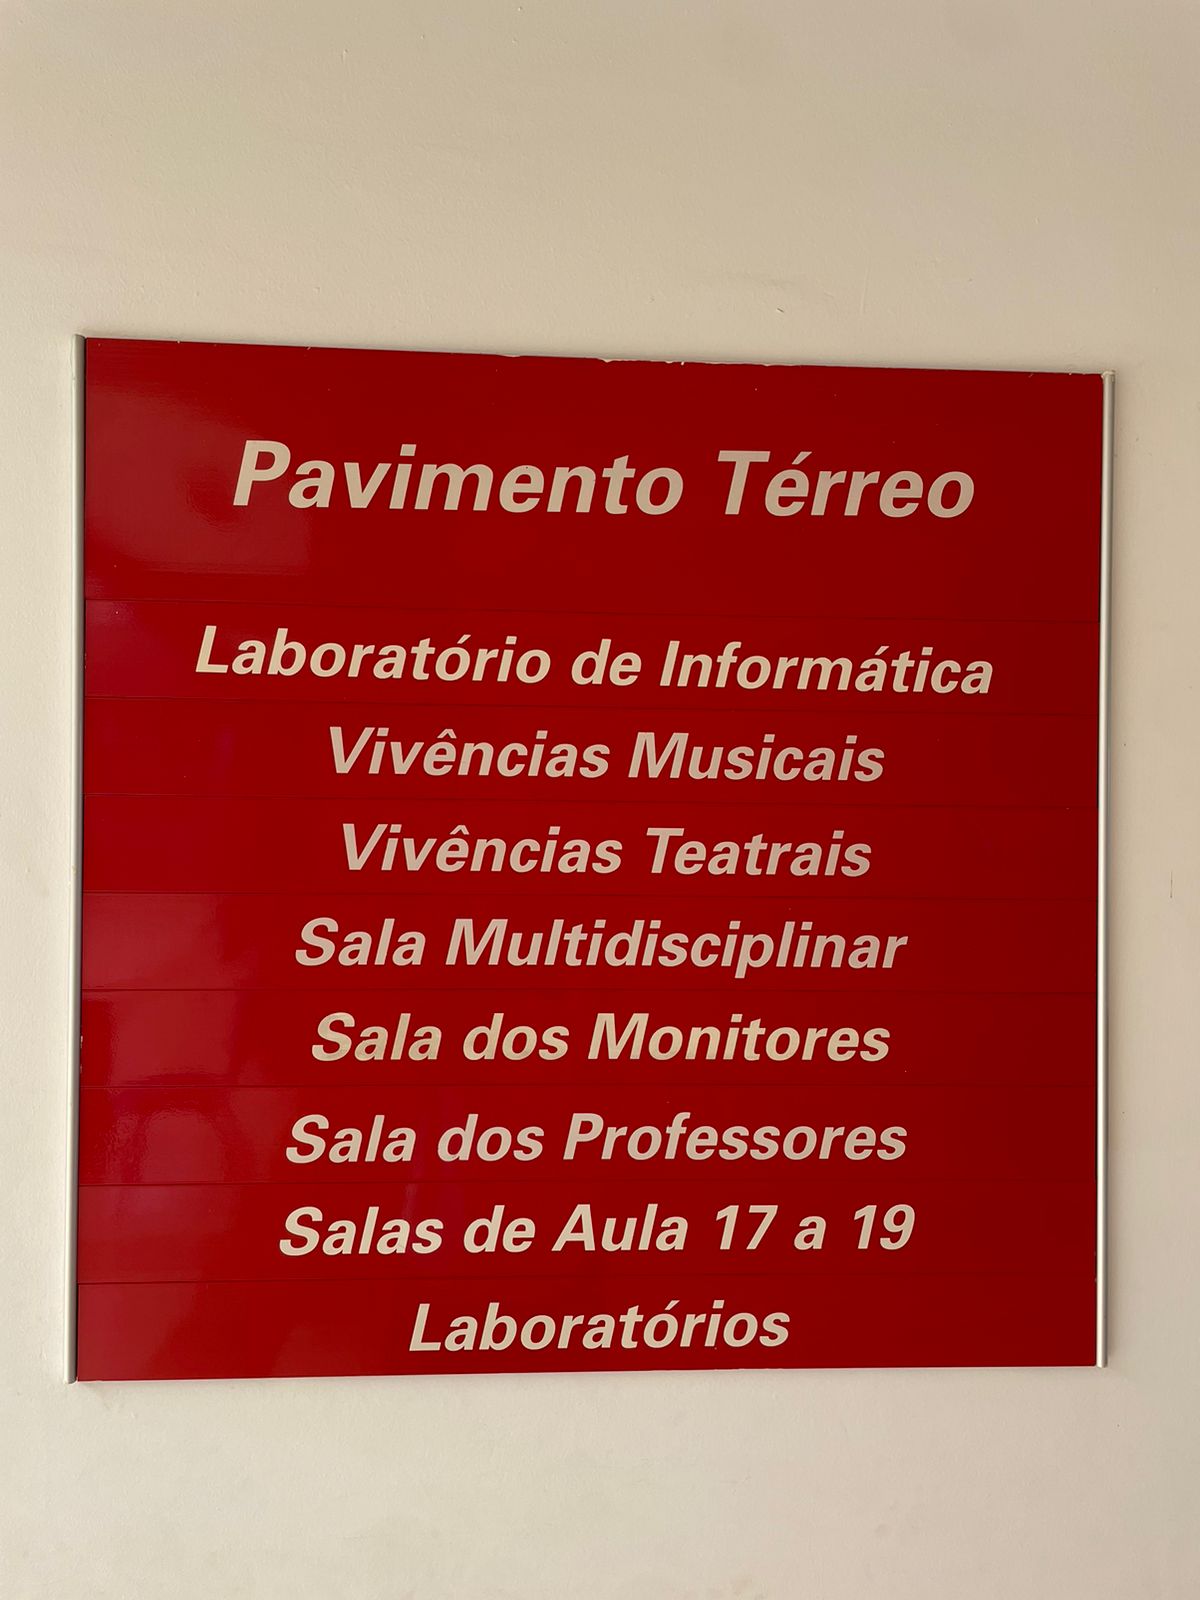 Pavimento Térreo
Laboratório de Informática
Vivências Musicais
Vivências Teatrais
Sala Multidisciplinar
Sala dos Monitores
Sala dos Professores
Salas de Aula 17 a 19
Laboratórios